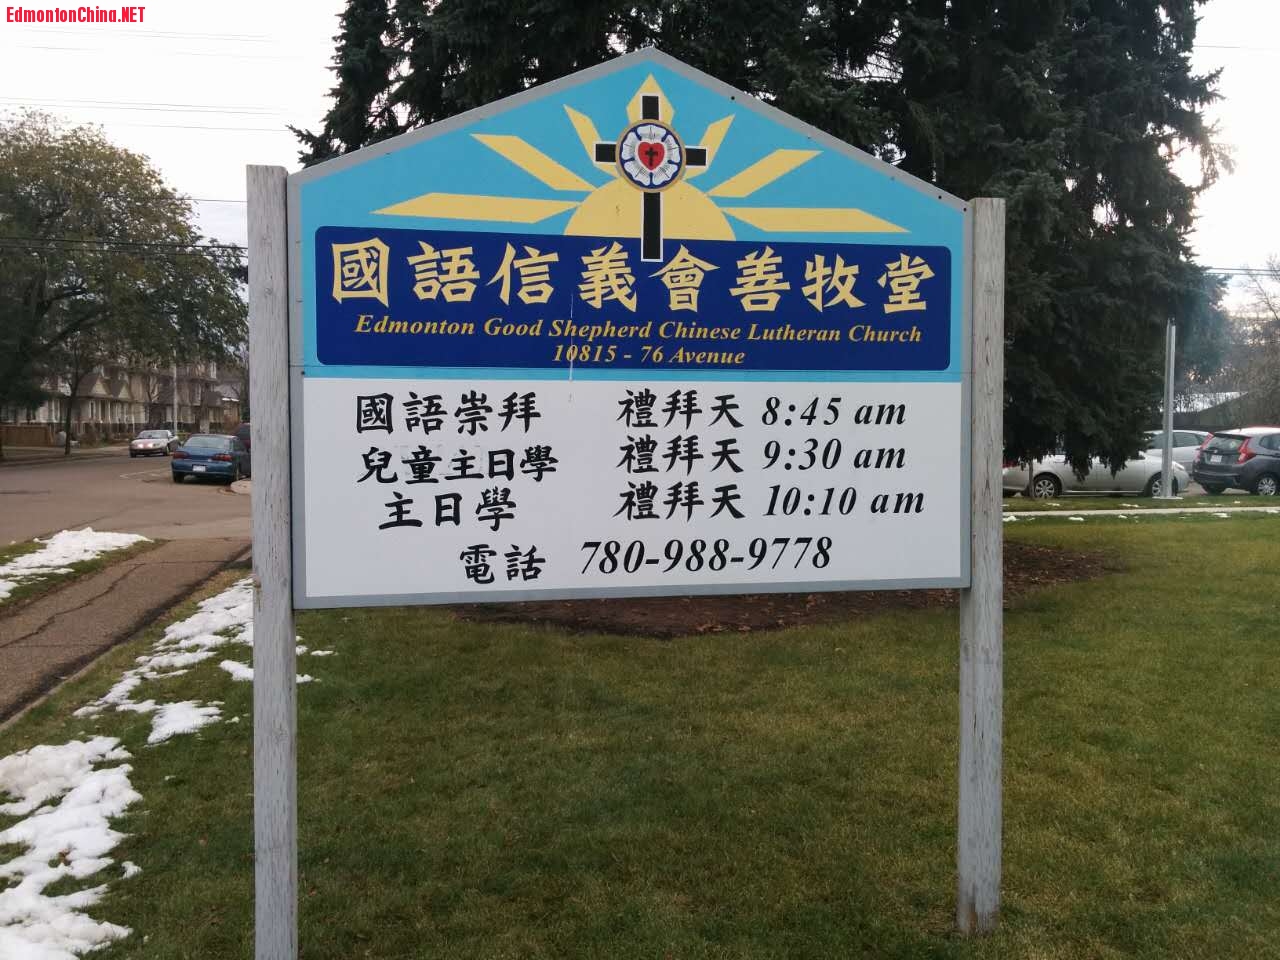 EdmontonChina.NET
國語信義會善牧堂
Edmonton Good Shepherd Chinese Lutheran Church
10815 - 76 Avenue
國語崇拜 禮拜天 8:45 am
兒童主日學 禮拜天 9:30 am
主日學 禮拜天 10:10 am
電話 780-988-9778